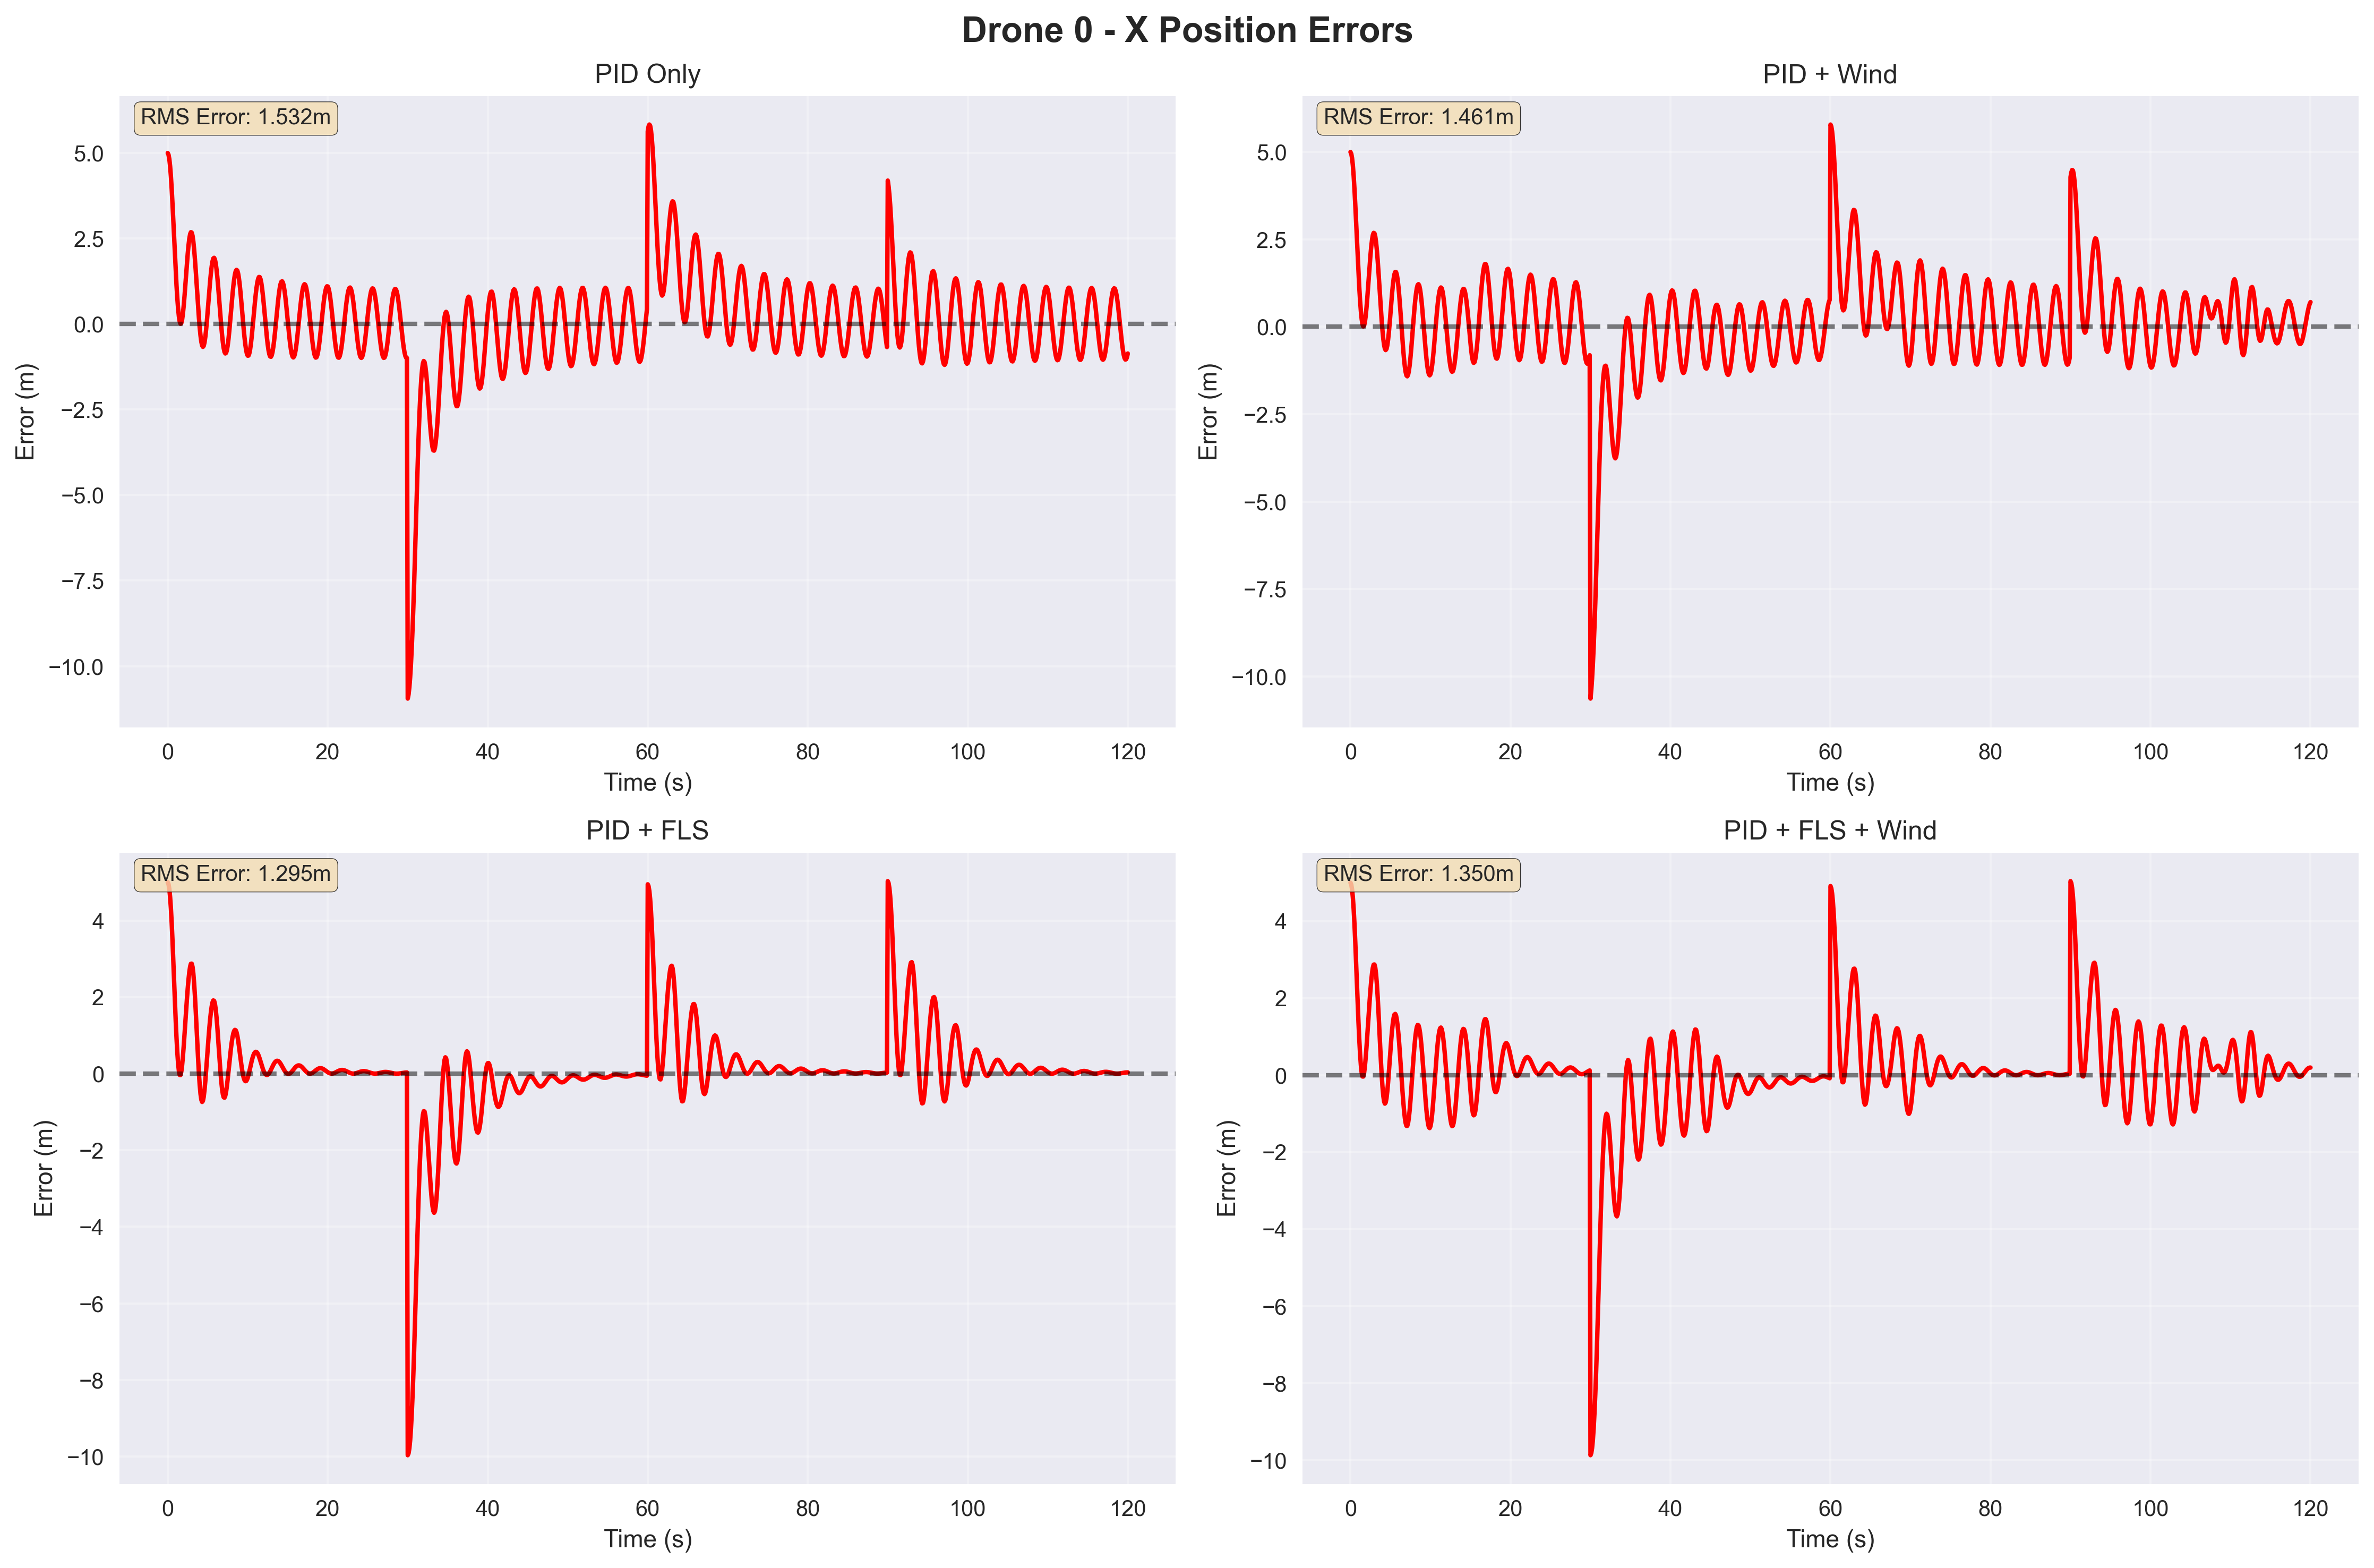 Drone 0 - X Position Errors
PID Only
RMS Error: 1.532m
5.0
2.5
0.0
−2.5
−5.0
−7.5
−10.0
Error (m)
0 20 40 60 80 100 120
Time (s)
PID + Wind
RMS Error: 1.461m
5.0
2.5
0.0
−2.5
−5.0
−7.5
−10.0
Error (m)
0 20 40 60 80 100 120
Time (s)
PID + FLS
RMS Error: 1.295m
4
2
0
−2
−4
−6
−8
−10
Error (m)
0 20 40 60 80 100 120
Time (s)
PID + FLS + Wind
RMS Error: 1.350m
4
2
0
−2
−4
−6
−8
−10
Error (m)
0 20 40 60 80 100 120
Time (s)